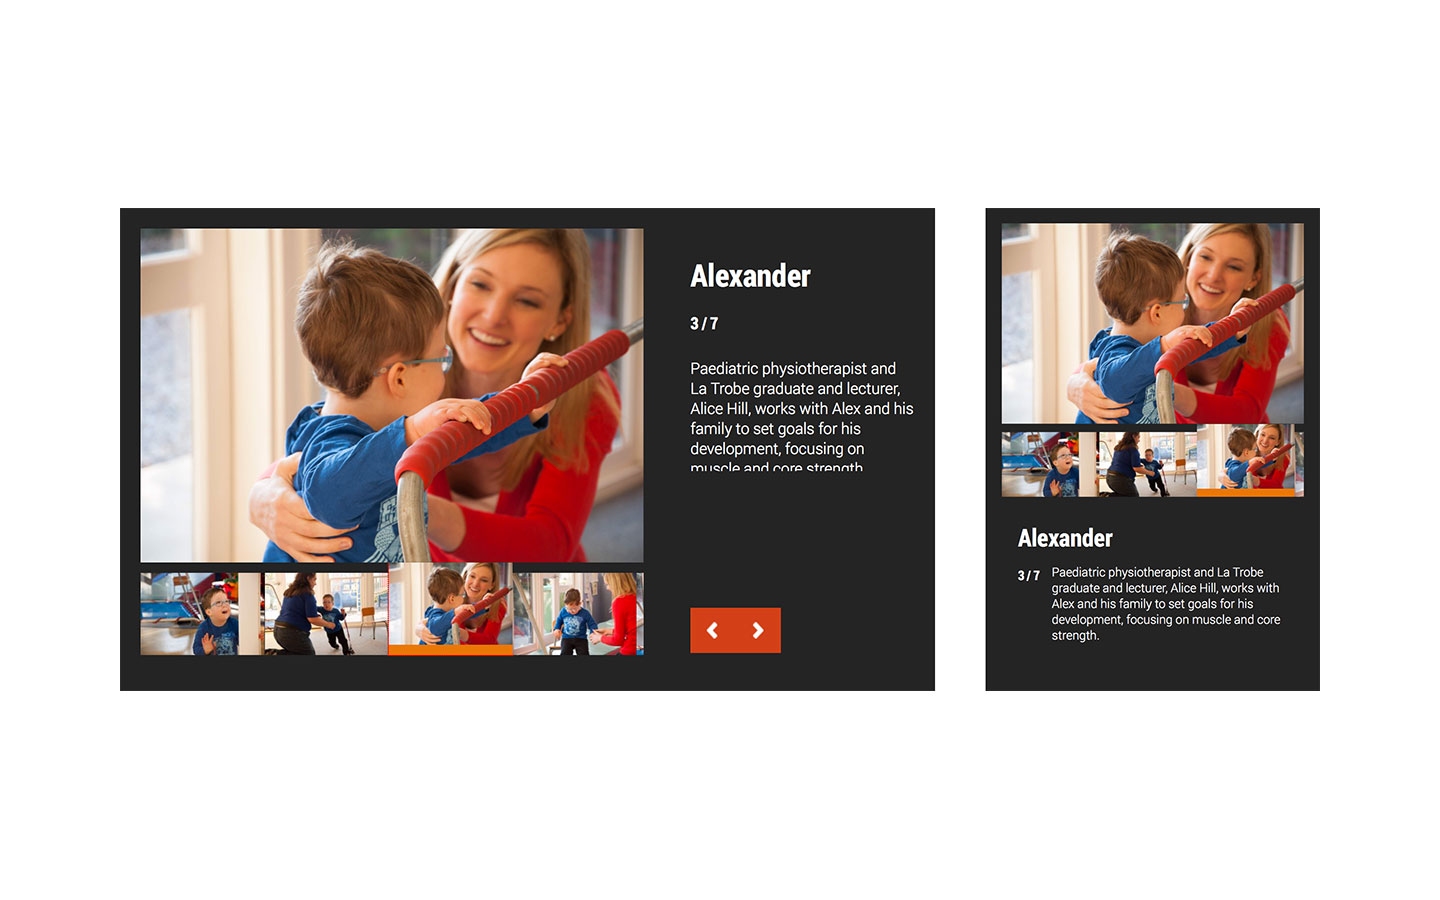 Alexander
3 / 7
Paediatric physiotherapist and
La Trobe graduate and lecturer,
Alice Hill, works with Alex and his
family to set goals for his
development, focusing on
muscle and core strength
Alexander
3 / 7
Paediatric physiotherapist and La Trobe
graduate and lecturer, Alice Hill, works with
Alex and his family to set goals for his
development, focusing on muscle and core
strength.